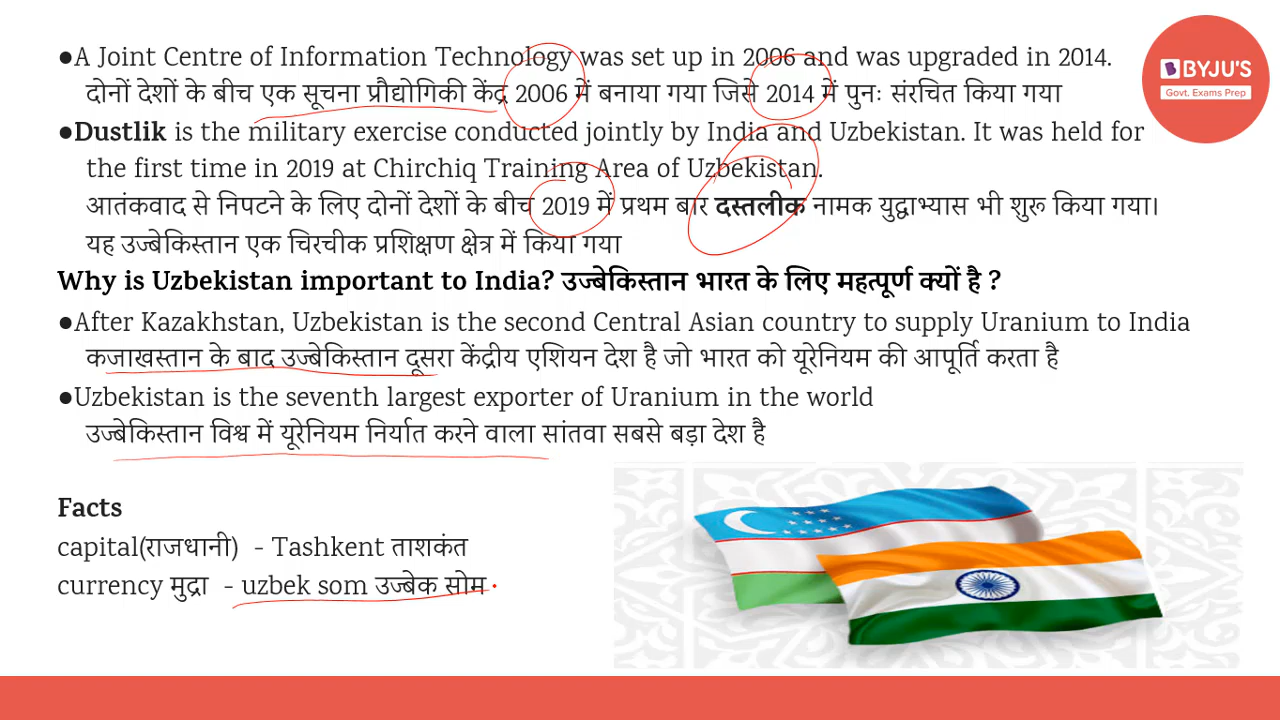 ●A Joint Centre of Information Technology was set up in 2006 and was upgraded in 2014.
दोनों देशों के बीच एक सूचना प्रौद्योगिकी केंद्र 2006 में बनाया गया जिसे 2014 में पुनः संरचित किया गया
●Dustlik is the military exercise conducted jointly by India and Uzbekistan. It was held for
the first time in 2019 at Chirchiq Training Area of Uzbekistan.
आतंकवाद से निपटने के लिए दोनों देशों के बीच 2019 में प्रथम बार दस्तलीक नामक युद्वाभ्यास भी शुरू किया गया।
यह उज्बेकिस्तान एक चिरचीक प्रशिक्षण क्षेत्र में किया गया
Why is Uzbekistan important to India? उज्बेकिस्तान भारत के लिए महत्पूर्ण क्यों है ?
●After Kazakhstan, Uzbekistan is the second Central Asian country to supply Uranium to India
कजाखस्तान के बाद उज्बेकिस्तान दूसरा केंद्रीय एशियन देश है जो भारत को यूरेनियम की आपूर्ति करता है
●Uzbekistan is the seventh largest exporter of Uranium in the world
उज्बेकिस्तान विश्व में यूरेनियम निर्यात करने वाला सांतवा सबसे बड़ा देश है
Facts
capital(राजधानी) - Tashkent ताशकंत
currency मुद्रा - uzbek som उज्बेक सोम
BYJU'S
Govt. Exams Prep